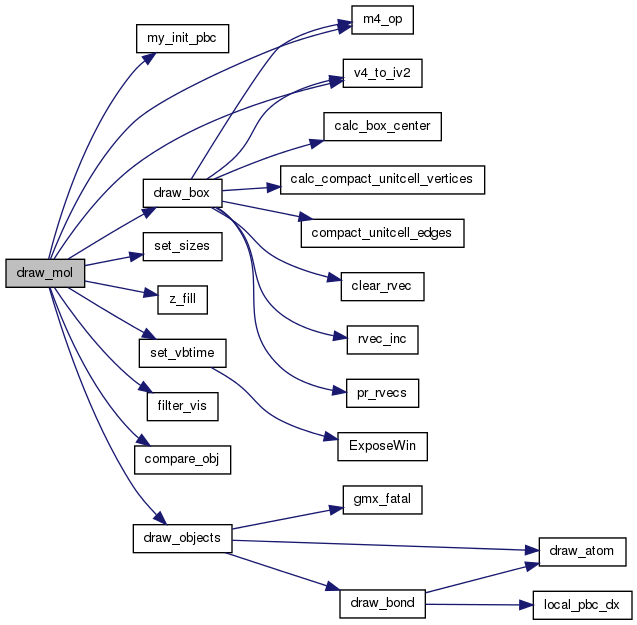 m4_op
my_init_pbc
v4_to_iv2
calc_box_center
calc_compact_unitcell_vertices
draw_box
compact_unitcell_edges
set_sizes
draw_mol
clear_rvec
z_fill
rvec_inc
set_vbtime
pr_rvecs
filter_vis
ExposeWin
compare_obj
gmx_fatal
draw_objects
draw_atom
draw_bond
local_pbc_dx